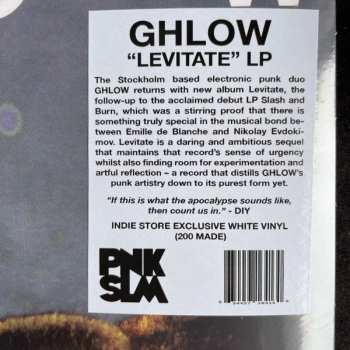 GHLOW
"LEVITATE" LP
The Stockholm based electronic punk duo
GHLOW returns with new album Levitate, the
follow-up to the acclaimed debut LP Slash and
Burn, which was a stirring proof that there is
something truly special in the musical bond be-
tween Emille de Blanche and Nikolay Evdoki-
mov. Levitate is a daring and ambitious sequel
that maintains that record's sense of urgency
whilst also finding room for experimentation and
artful reflection – a record that distills GHLOW's
punk artistry down to its purest form yet.
"If this is what the apocalypse sounds like,
then count us in." - DIY
INDIE STORE EXCLUSIVE WHITE VINYL
(200 MADE)
PNK
SLM